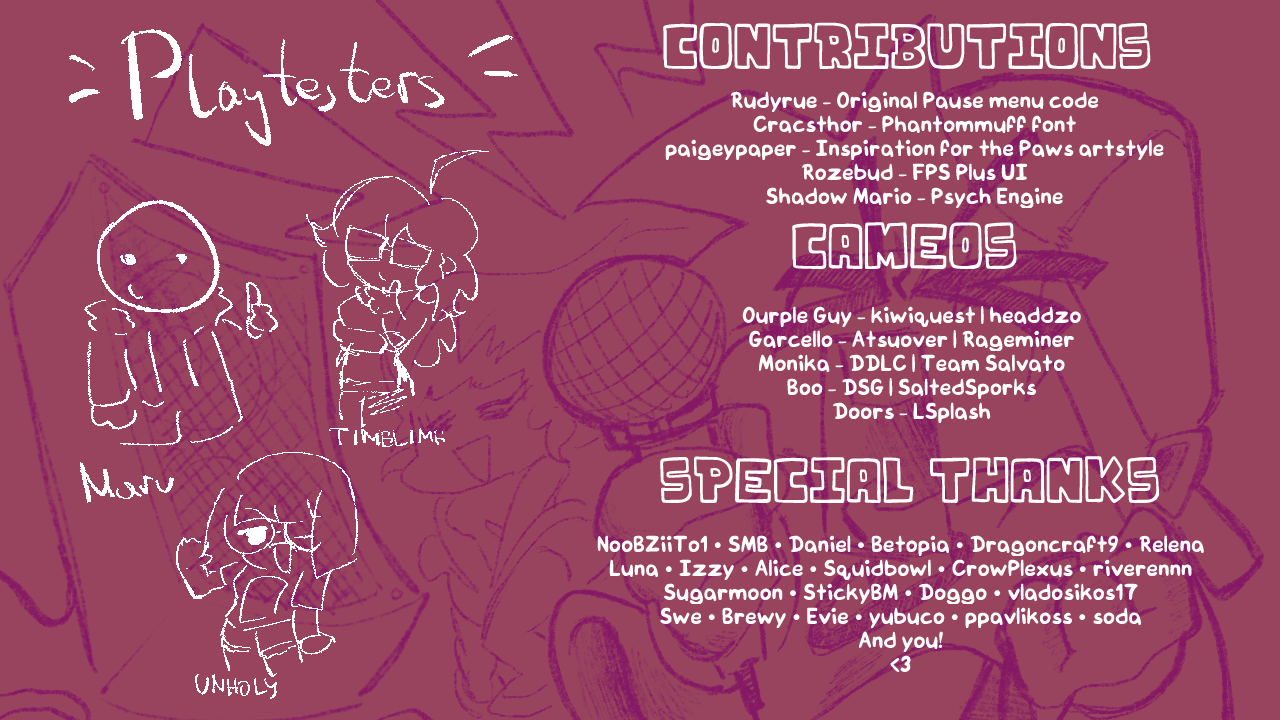 Playtesters
TIMBLIMH
Maru
UNHOLY
CONTRIBUTIONS
Rudyrue - Original Pause menu code
Cracsthor - Phantommuff font
paigeypaper - Inspiration for the Paws artstyle
Rozebud - FPS Plus UI
Shadow Mario - Psych Engine
CAMEOS
Ourple Guy - kiwiquest | headdzo
Garcello - Atsuover | Rageminer
Monika - DDLC | Team Salvato
Boo - DSG | SaltedSporks
Doors - LSplash
SPECIAL THANKS
NooBZiiTo1 • SMB • Daniel • Betopia • Dragoncraft9 • Relena
Luna • Izzy • Alice • Squidbowl • CrowPlexus • riverennn
Sugarmoon • StickyBM • Doggo • vladosikos17
Swe • Brewy • Evie • yubuco • ppavlikoss • soda
And you!
<3